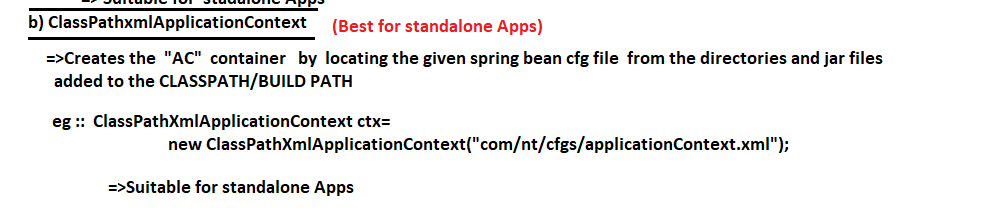 => Suitable for stadalone Apps
b) ClassPathxmlApplicationContext (Best for standalone Apps)
=>Creates the "AC" container by locating the given spring bean cfg file from the directories and jar files
added to the CLASSPATH/BUILD PATH
eg :: ClassPathXmlApplicationContext ctx=
new ClassPathXmlApplicationContext("com/nt/cfgs/applicationContext.xml");
=>Suitable for standalone Apps